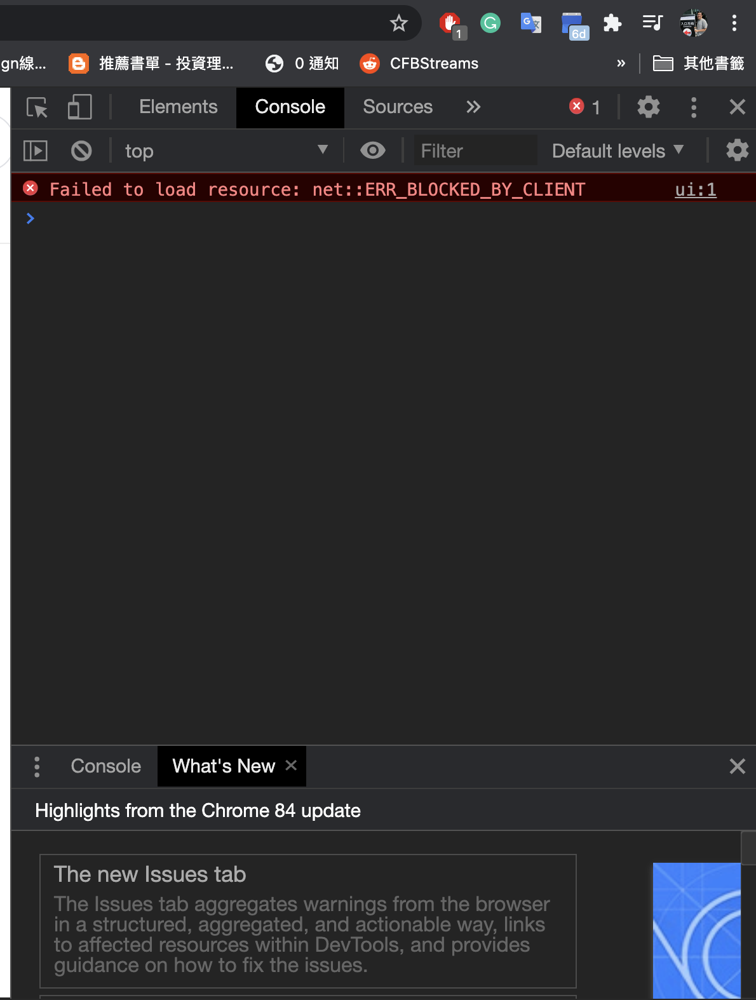 1
6d
gn線...
推薦書單 - 投資理...
0 通知
CFBStreams
»
其他書籤
Elements
Console
Sources
1
top
Filter
Default levels
Failed to load resource: net::ERR_BLOCKED_BY_CLIENT
ui:1
Console
What's New
Highlights from the Chrome 84 update
The new Issues tab
The Issues tab aggregates warnings from the browser
in a structured, aggregated, and actionable way, links
to affected resources within DevTools, and provides
guidance on how to fix the issues.